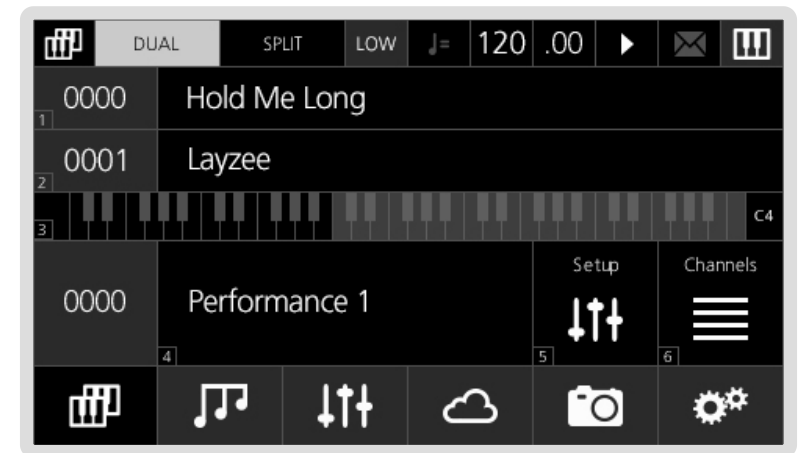 DUAL SPLIT LOW ♩= 120 .00
0000 Hold Me Long
1
0001 Layzee
2
3 C4
Setup Channels
0000 Performance 1
4 5 6